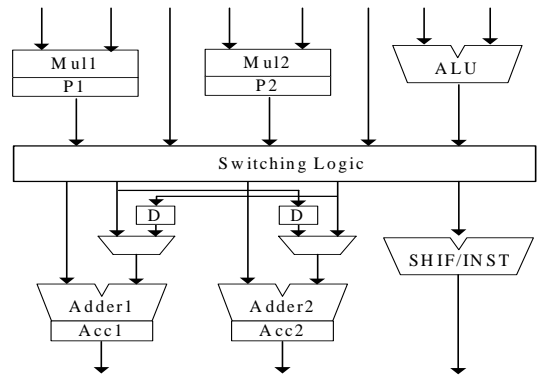 Mul1
P1
Mul2
P2
ALU
Switching Logic
D
D
SHIF/INST
Adder1
Acc1
Adder2
Acc2